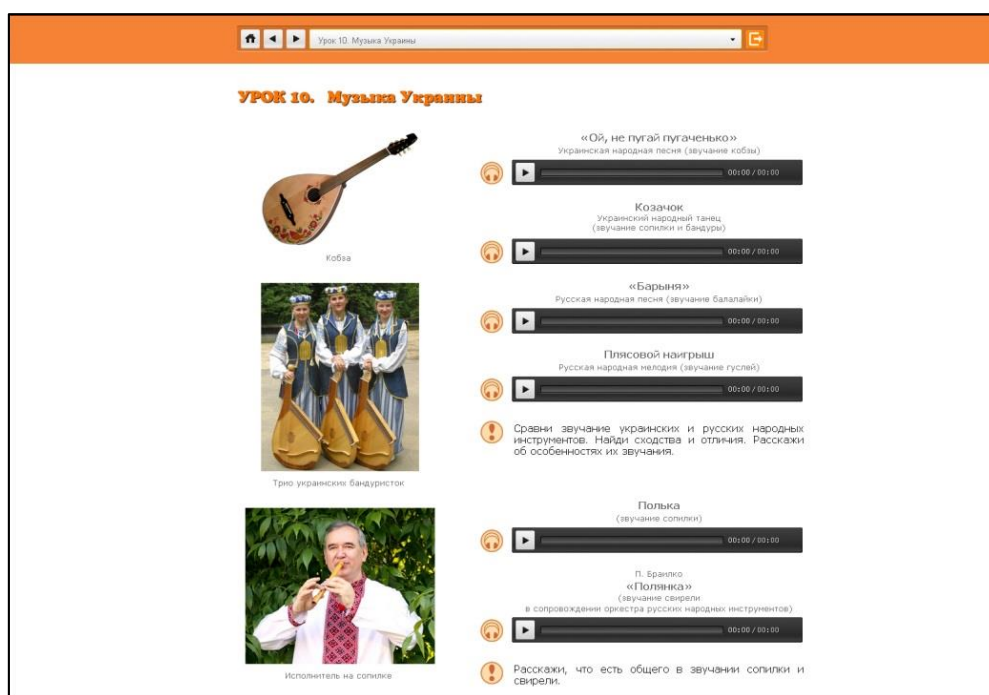 Урок 10. Музыка Украины
УРОК 10. Музыка Украины
Кобза
Трио украинских бандуристок
Исполнитель на сопилке
«Ой, не пугай пугаченько»
Украинская народная песня (звучание кобзы)
00:00 / 00:00
Козачок
Украинский народный танец
(звучание сопилки и бандуры)
00:00 / 00:00
«Барыня»
Русская народная песня (звучание балалайки)
00:00 / 00:00
Плясовой наигрыш
Русская народная мелодия (звучание гуслей)
00:00 / 00:00
Сравни звучание украинских и русских народных
инструментов. Найди сходства и отличия. Расскажи
об особенностях их звучания.
Полька
(звучание сопилки)
00:00 / 00:00
П. Браилко
«Полянка»
(звучание свирели
в сопровождении оркестра русских народных инструментов)
00:00 / 00:00
Расскажи, что есть общего в звучании сопилки и
свирели.